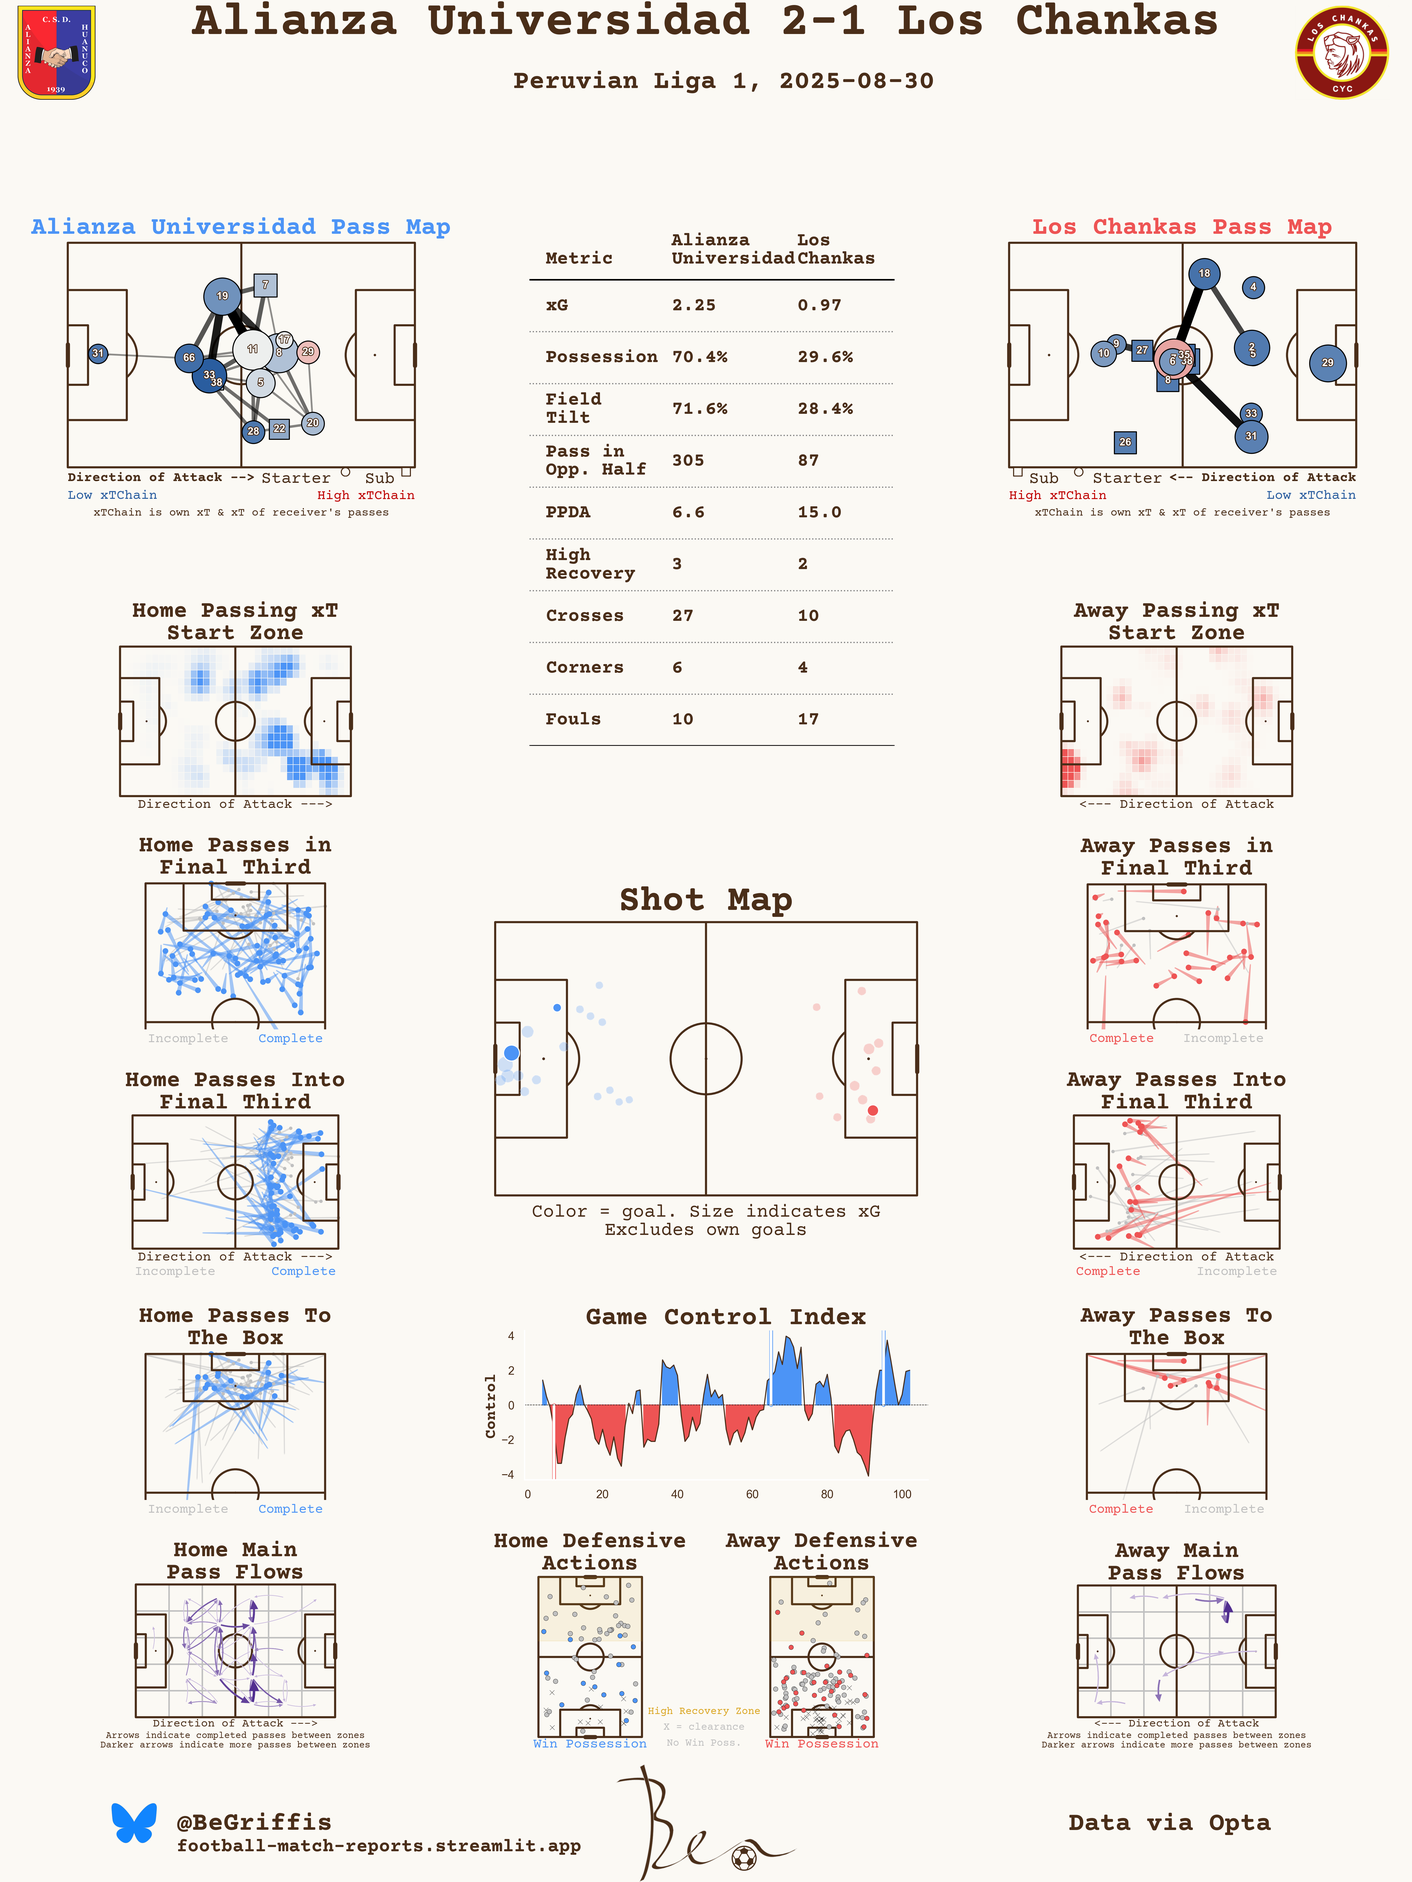 Alianza Universidad 2-1 Los Chankas
Peruvian Liga 1, 2025-08-30
C. S. D.
ALIANZA
HUANUCO
1939
LOS CHANKAS
CYC
Alianza Universidad Pass Map
7
19
17
11
8
29
31
66
33
38
5
20
28
22
Direction of Attack --> Starter Sub
Low xTChain High xTChain
xTChain is own xT & xT of receiver's passes
Metric Alianza Universidad Los Chankas
xG 2.25 0.97
Possession 70.4% 29.6%
Field Tilt 71.6% 28.4%
Pass in Opp. Half 305 87
PPDA 6.6 15.0
High Recovery 3 2
Crosses 27 10
Corners 6 4
Fouls 10 17
Los Chankas Pass Map
18
4
9
10
27
35
6
38
8
2
5
29
33
31
26
Sub Starter <-- Direction of Attack
High xTChain Low xTChain
xTChain is own xT & xT of receiver's passes
Home Passing xT
Start Zone
Direction of Attack --->
Away Passing xT
Start Zone
<--- Direction of Attack
Home Passes in
Final Third
Incomplete Complete
Away Passes in
Final Third
Complete Incomplete
Shot Map
Color = goal. Size indicates xG
Excludes own goals
Home Passes Into
Final Third
Direction of Attack --->
Incomplete Complete
Away Passes Into
Final Third
<--- Direction of Attack
Complete Incomplete
Home Passes To
The Box
Incomplete Complete
Game Control Index
Control
4
2
0
−2
−4
0 20 40 60 80 100
Away Passes To
The Box
Complete Incomplete
Home Main
Pass Flows
Direction of Attack --->
Arrows indicate completed passes between zones
Darker arrows indicate more passes between zones
Home Defensive
Actions
Win Possession
High Recovery Zone
X = clearance
No Win Poss.
Away Defensive
Actions
Win Possession
Away Main
Pass Flows
<--- Direction of Attack
Arrows indicate completed passes between zones
Darker arrows indicate more passes between zones
@BeGriffis
football-match-reports.streamlit.app
Ben
Data via Opta